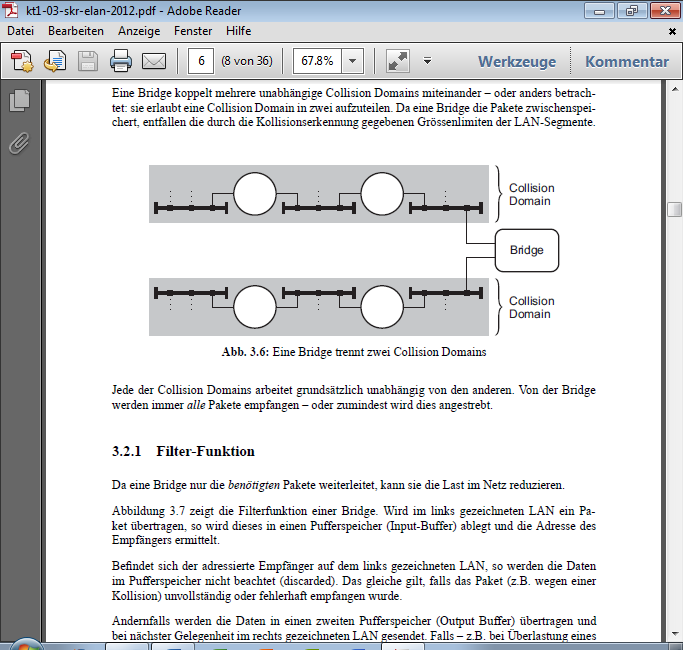 kt1-03-skr-elan-2012.pdf - Adobe Reader
Datei Bearbeiten Anzeige Fenster Hilfe
6 (8 von 36) 67.8% Werkzeuge Kommentar
Eine Bridge koppelt mehrere unabhängige Collision Domains miteinander – oder anders betrach-
tet: sie erlaubt eine Collision Domain in zwei aufzuteilen. Da eine Bridge die Pakete zwischenspei-
chert, entfallen die durch die Kollisionserkennung gegebenen Grössenlimiten der LAN-Segmente.
Collision
Domain
Bridge
Collision
Domain
Abb. 3.6: Eine Bridge trennt zwei Collision Domains
Jede der Collision Domains arbeitet grundsätzlich unabhängig von den anderen. Von der Bridge
werden immer alle Pakete empfangen – oder zumindest wird dies angestrebt.
3.2.1 Filter-Funktion
Da eine Bridge nur die benötigten Pakete weiterleitet, kann sie die Last im Netz reduzieren.
Abbildung 3.7 zeigt die Filterfunktion einer Bridge. Wird im links gezeichneten LAN ein Pa-
ket übertragen, so wird dieses in einen Pufferspeicher (Input-Buffer) ablegt und die Adresse des
Empfängers ermittelt.
Befindet sich der adressierte Empfänger auf dem links gezeichneten LAN, so werden die Daten
im Pufferspeicher nicht beachtet (discarded). Das gleiche gilt, falls das Paket (z.B. wegen einer
Kollision) unvollständig oder fehlerhaft empfangen wurde.
Andernfalls werden die Daten in einen zweiten Pufferspeicher (Output Buffer) übertragen und
bei nächster Gelegenheit im rechts gezeichneten LAN gesendet. Falls – z.B. bei Überlastung eines